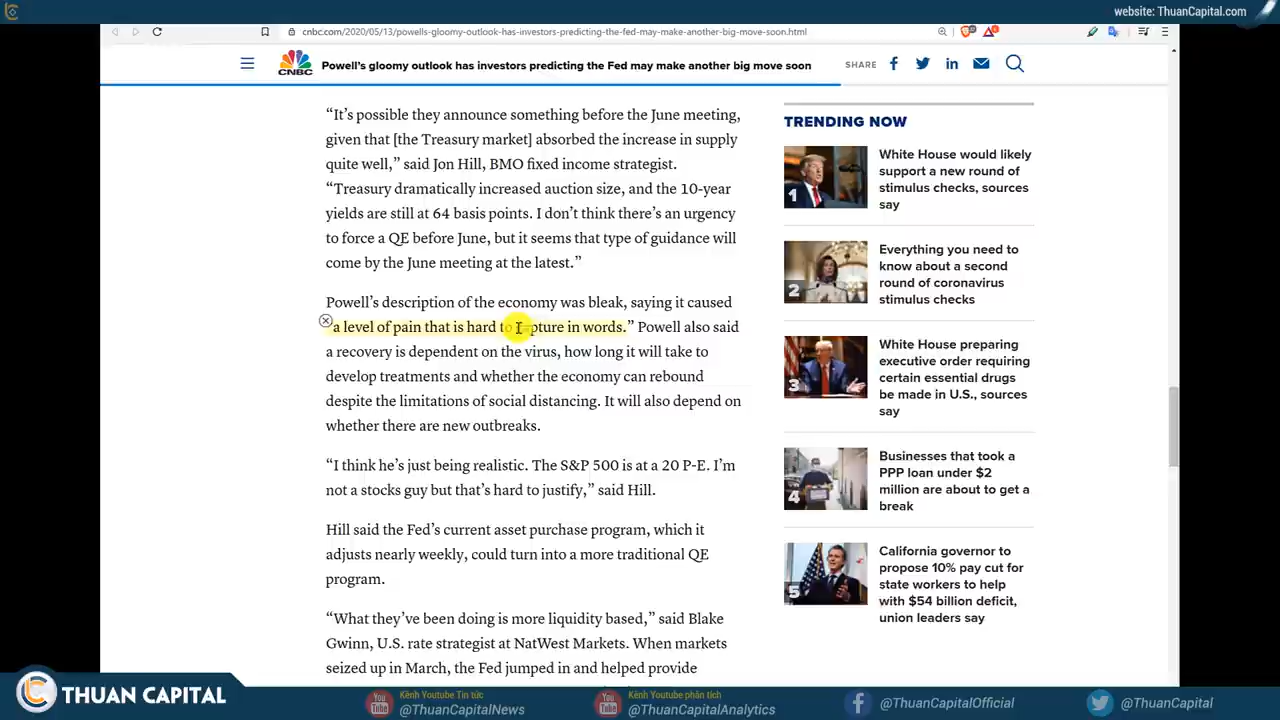 website: ThuanCapital.com
cnbc.com/2020/05/13/powells-gloomy-outlook-has-investors-predicting-the-fed-may-make-another-big-move-soon.html
CNBC
Powell's gloomy outlook has investors predicting the Fed may make another big move soon
SHARE
“It’s possible they announce something before the June meeting,
given that [the Treasury market] absorbed the increase in supply
quite well,” said Jon Hill, BMO fixed income strategist.
“Treasury dramatically increased auction size, and the 10-year
yields are still at 64 basis points. I don’t think there’s an urgency
to force a QE before June, but it seems that type of guidance will
come by the June meeting at the latest.”
Powell’s description of the economy was bleak, saying it caused
a level of pain that is hard to capture in words.” Powell also said
a recovery is dependent on the virus, how long it will take to
develop treatments and whether the economy can rebound
despite the limitations of social distancing. It will also depend on
whether there are new outbreaks.
“I think he’s just being realistic. The S&P 500 is at a 20 P-E. I’m
not a stocks guy but that’s hard to justify,” said Hill.
Hill said the Fed’s current asset purchase program, which it
adjusts nearly weekly, could turn into a more traditional QE
program.
“What they’ve been doing is more liquidity based,” said Blake
Gwinn, U.S. rate strategist at NatWest Markets. When markets
seized up in March, the Fed jumped in and helped provide
TRENDING NOW
1
White House would likely
support a new round of
stimulus checks, sources
say
2
Everything you need to
know about a second
round of coronavirus
stimulus checks
3
White House preparing
executive order requiring
certain essential drugs
be made in U.S., sources
say
4
Businesses that took a
PPP loan under $2
million are about to get a
break
5
California governor to
propose 10% pay cut for
state workers to help
with $54 billion deficit,
union leaders say
THUAN CAPITAL
You
Tube
Kênh Youtube Tin tức
@ThuanCapitalNews
You
Tube
Kênh Youtube phân tích
@ThuanCapitalAnalytics
@ThuanCapitalOfficial
@ThuanCapital